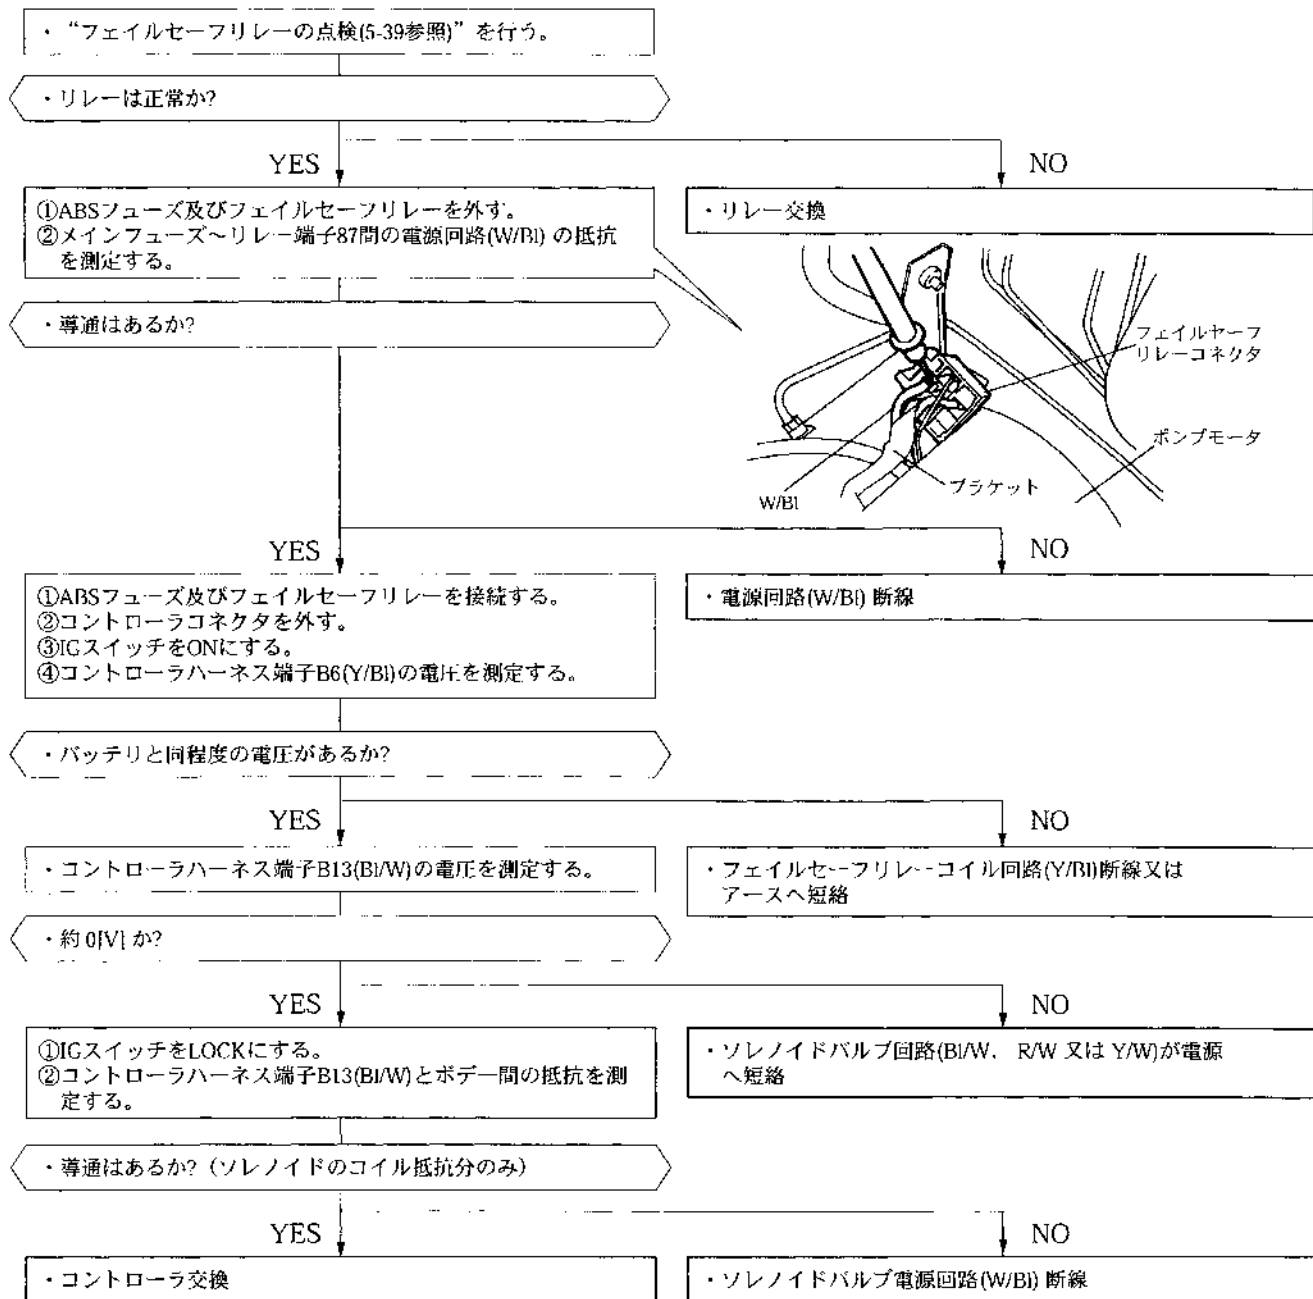 ・“フェイルセーフリレーの点検(5-39参照)”を行う。
・リレーは正常か?
YES
NO
①ABSフューズ及びフェイルセーフリレーを外す。
②メインフューズ〜リレー端子87間の電源回路(W/Bl) の抵抗
を測定する。
・リレー交換
・導通はあるか?
フェイルセーフ
リレーコネクタ
ポンプモータ
ブラケット
W/Bl
YES
NO
①ABSフューズ及びフェイルセーフリレーを接続する。
②コントローラコネクタを外す。
③IGスイッチをONにする。
④コントローラハーネス端子B6(Y/Bl)の電圧を測定する。
・電源回路(W/Bl) 断線
・バッテリと同程度の電圧があるか?
YES
NO
・コントローラハーネス端子B13(Bl/W)の電圧を測定する。
・フェイルセーフリレーコイル回路(Y/Bl)断線又は
アースへ短絡
・約 0[V] か?
YES
NO
①IGスイッチをLOCKにする。
②コントローラハーネス端子B13(Bl/W)とボデー間の抵抗を測
定する。
・ソレノイドバルブ回路(Bl/W、 R/W 又は Y/W)が電源
へ短絡
・導通はあるか?(ソレノイドのコイル抵抗分のみ)
YES
NO
・コントローラ交換
・ソレノイドバルブ電源回路(W/Bl) 断線